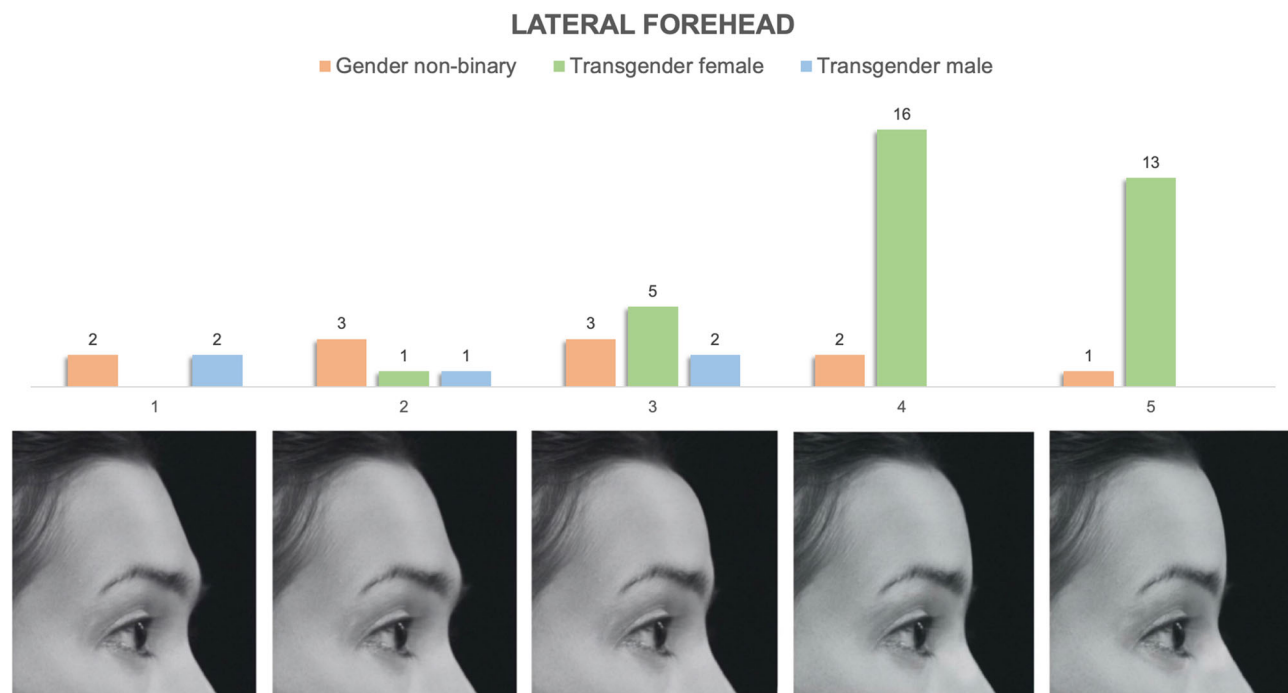 LATERAL FOREHEAD
Gender non-binary Transgender female Transgender male
16
13
5
2 2 3 1 1 3 2 2 1
1 2 3 4 5